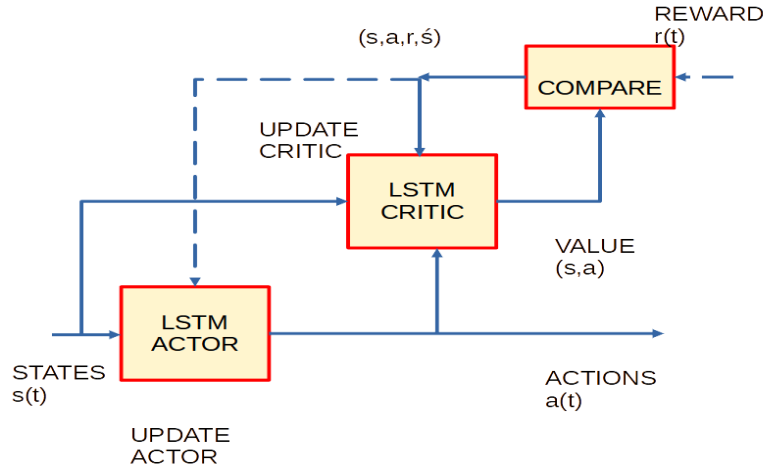 REWARD
r(t)
(s,a,r,ś)
COMPARE
UPDATE
CRITIC
LSTM
CRITIC
VALUE
(s,a)
LSTM
ACTOR
STATES
s(t)
ACTIONS
a(t)
UPDATE
ACTOR